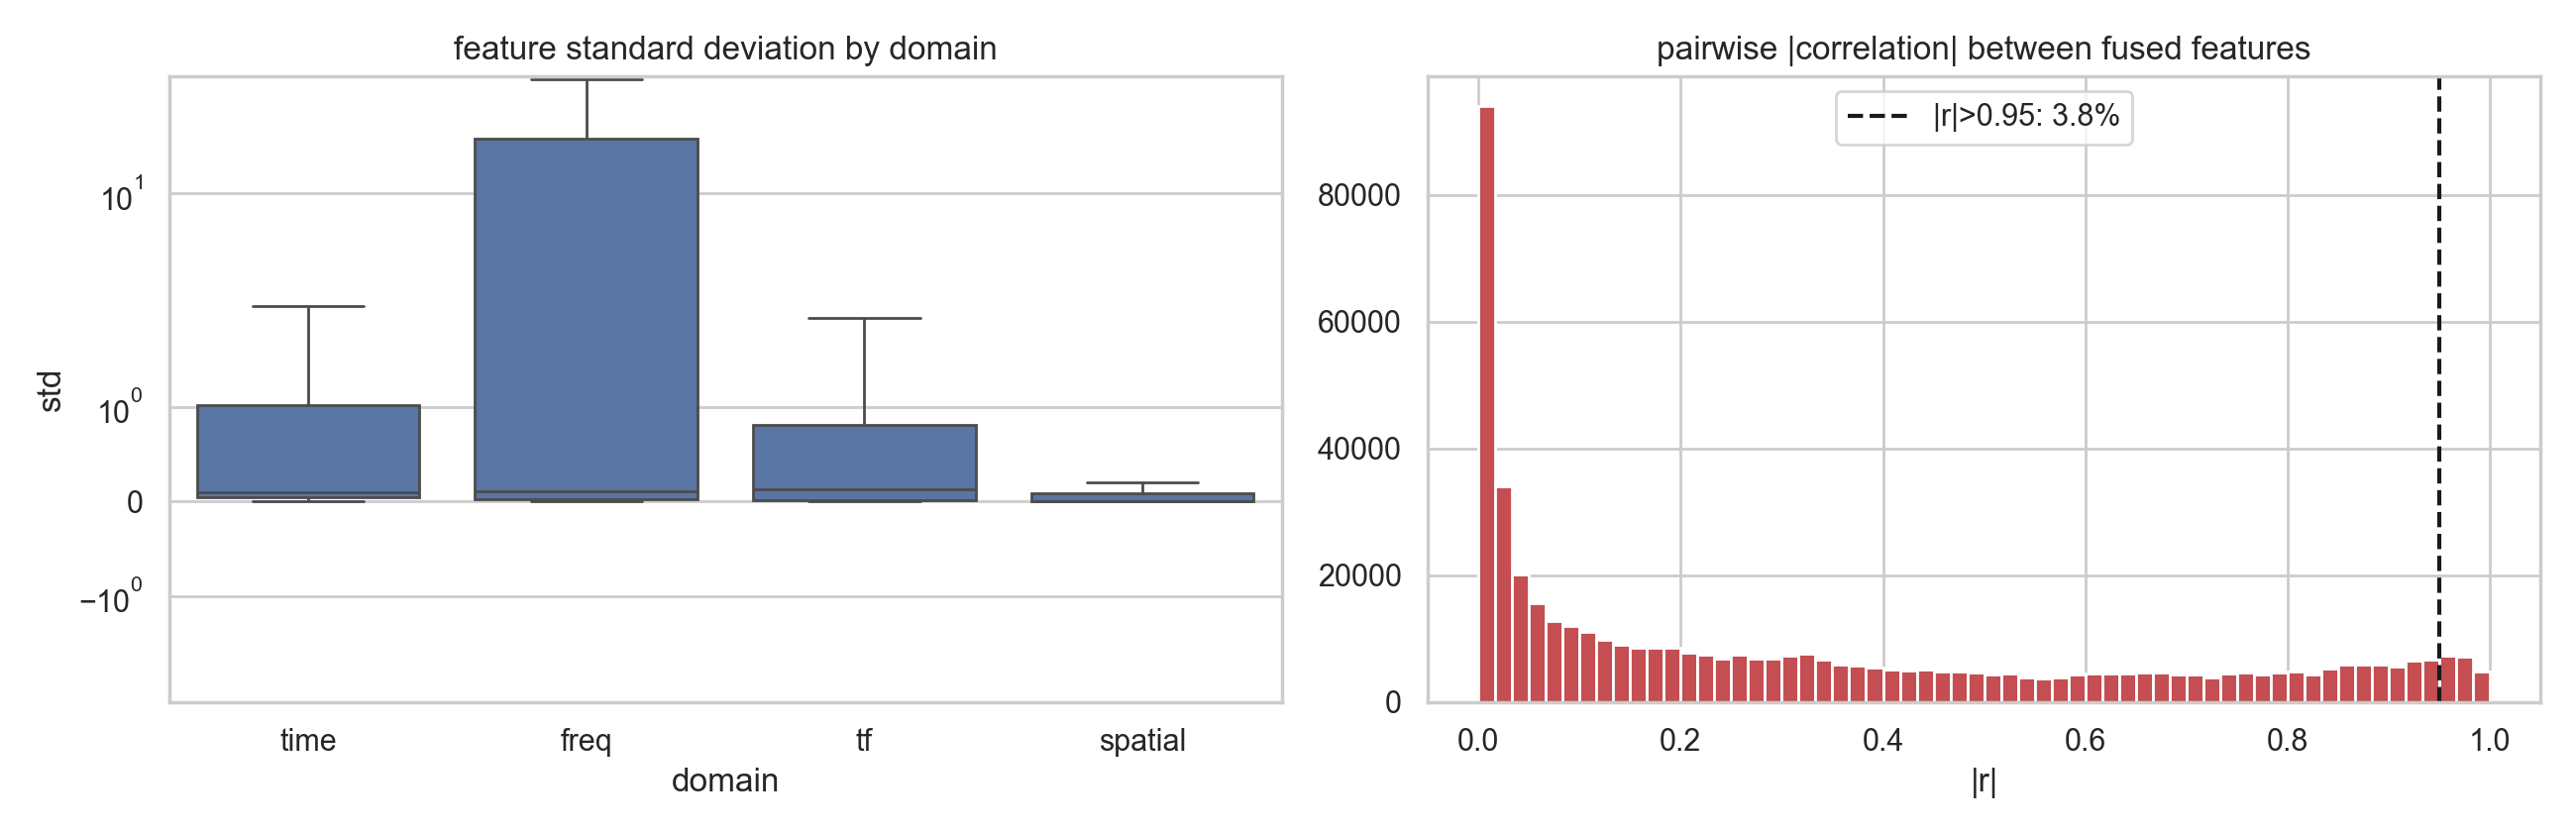 feature standard deviation by domain
std
10^1
10^0
0
−10^0
time freq tf spatial
domain
pairwise |correlation| between fused features
|r|>0.95: 3.8%
80000
60000
40000
20000
0
0.0 0.2 0.4 0.6 0.8 1.0
|r|